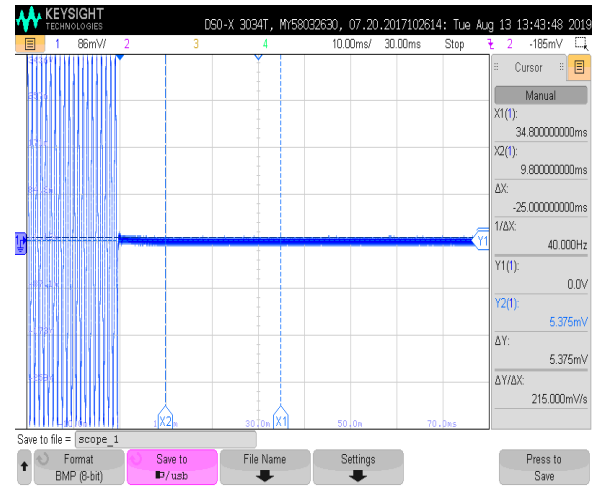 KEYSIGHT
TECHNOLOGIES
DSO-X 3034T, MY58032630, 07.20.2017102614: Tue Aug 13 13:43:48 2019
1 86mV/ 2 3 4 10.00ms/ 30.00ms Stop 2 -185mV
Cursor
Manual
X1(1):
34.800000000ms
X2(1):
9.800000000ms
ΔX:
-25.000000000ms
1/ΔX:
40.000Hz
Y1(1):
0.0V
Y2(1):
5.375mV
ΔY:
5.375mV
ΔY/ΔX:
215.000mV/s
Y1
X2
30.0m
X1
50.0m
70.0ms
Save to file = scope_1
Format
BMP (8-bit)
Save to
/usb
File Name
Settings
Press to
Save